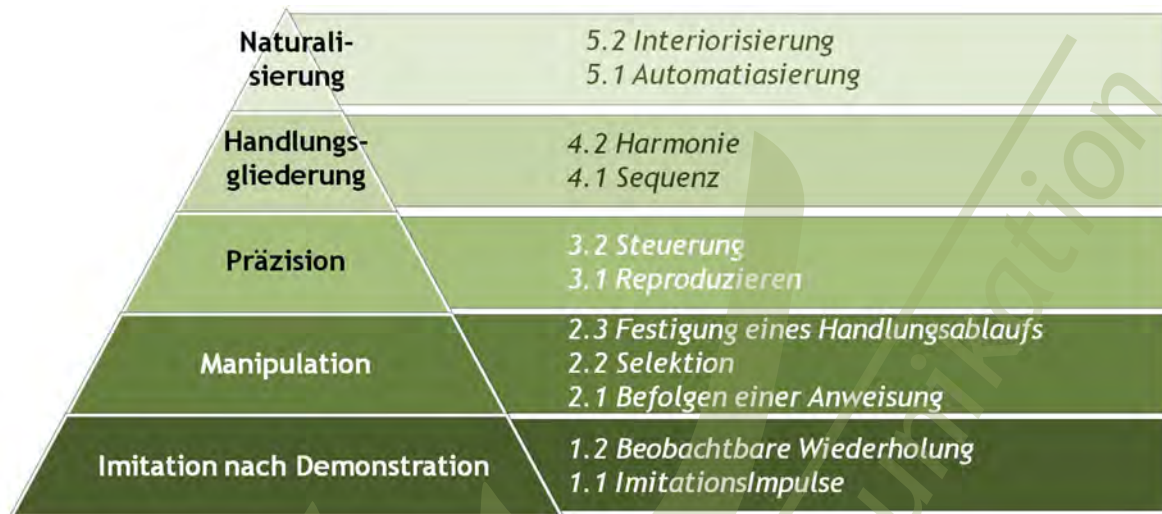 Naturali-
sierung
5.2 Interiorisierung
5.1 Automatiasierung
Handlungs-
gliederung
4.2 Harmonie
4.1 Sequenz
Präzision
3.2 Steuerung
3.1 Reproduzieren
Manipulation
2.3 Festigung eines Handlungsablaufs
2.2 Selektion
2.1 Befolgen einer Anweisung
Imitation nach Demonstration
1.2 Beobachtbare Wiederholung
1.1 ImitationsImpulse